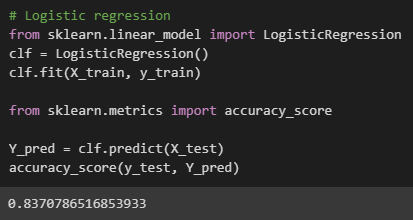 # Logistic regression
from sklearn.linear_model import LogisticRegression
clf = LogisticRegression()
clf.fit(X_train, y_train)
from sklearn.metrics import accuracy_score
Y_pred = clf.predict(X_test)
accuracy_score(y_test, Y_pred)
0.8370786516853933